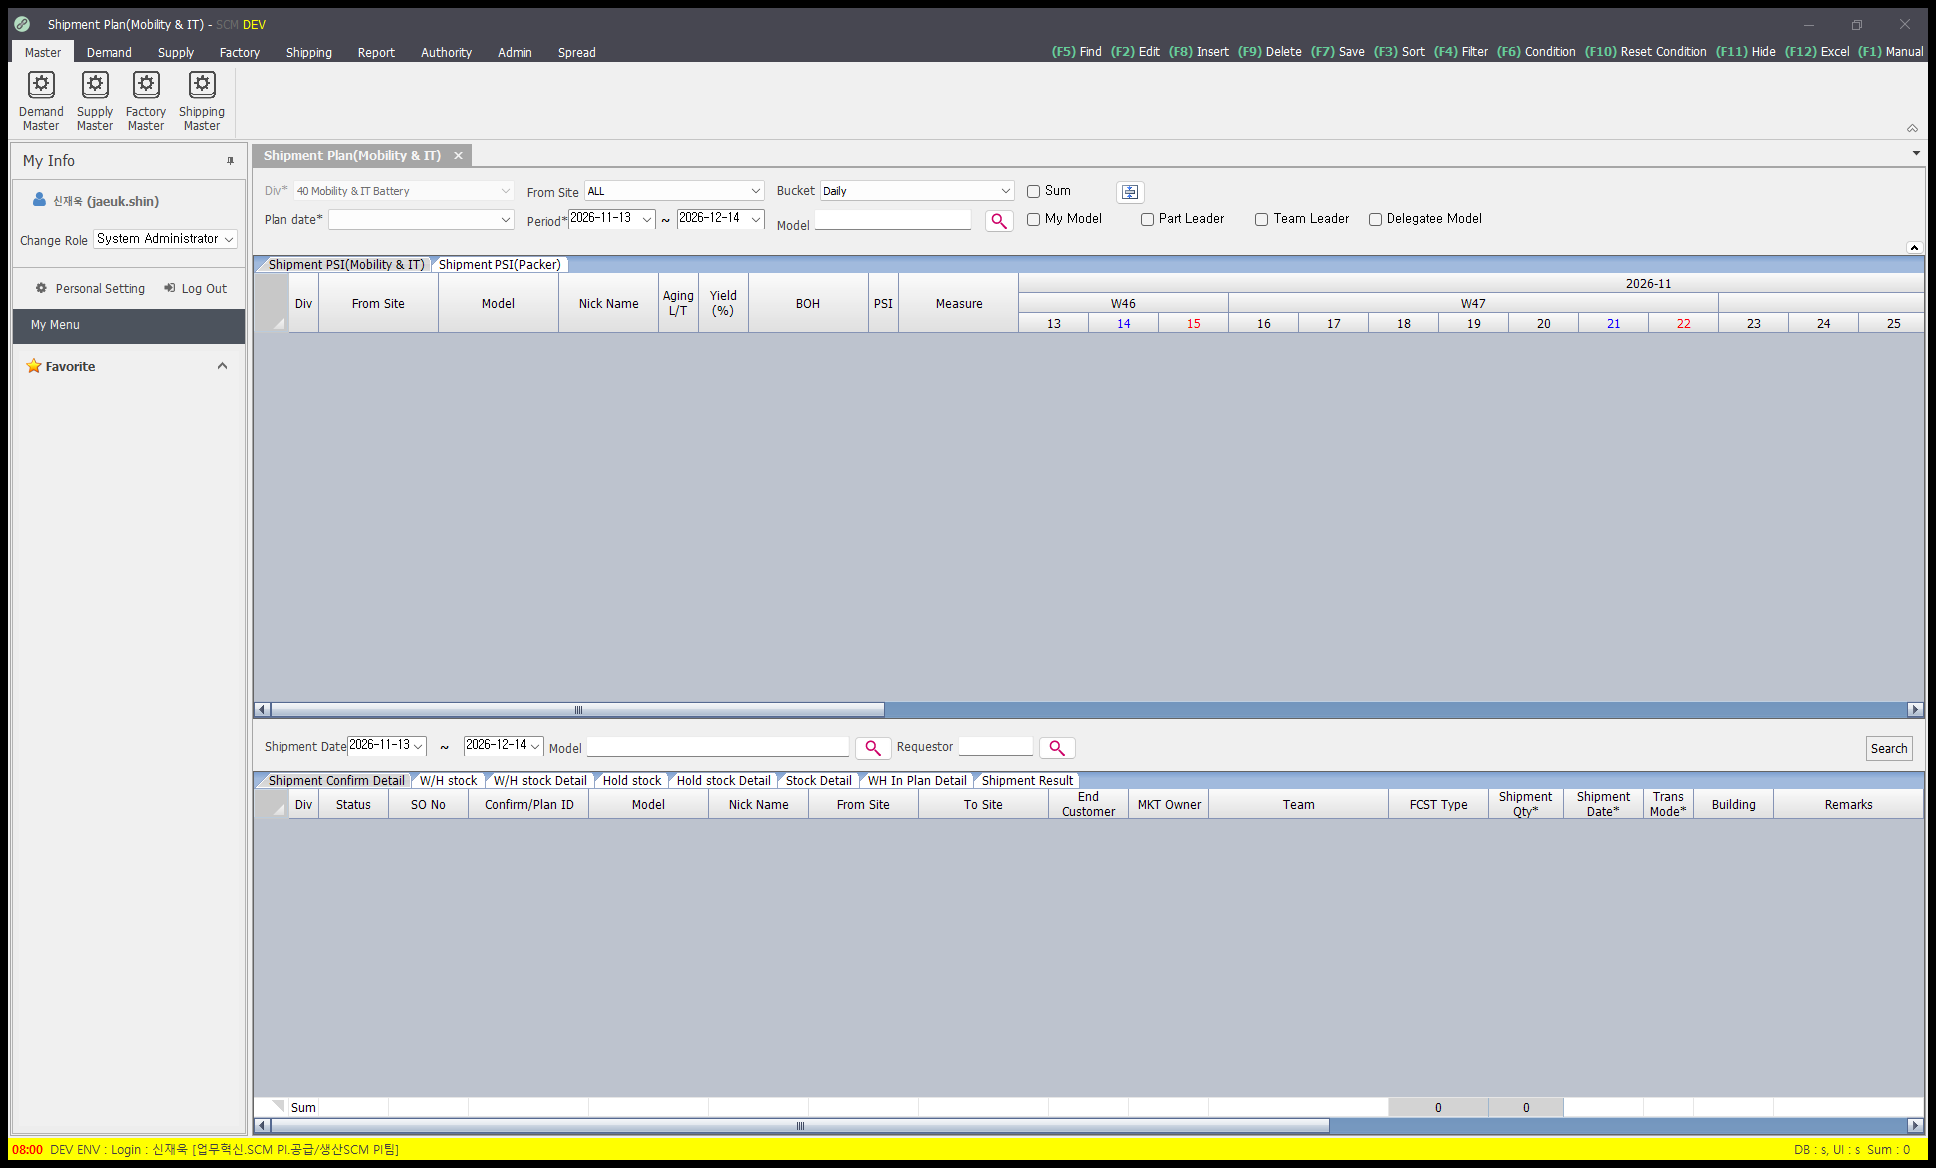 Shipment Plan(Mobility & IT) - SCM DEV
Master Demand Supply Factory Shipping Report Authority Admin Spread
(F5) Find (F2) Edit (F8) Insert (F9) Delete (F7) Save (F3) Sort (F4) Filter (F6) Condition (F10) Reset Condition (F11) Hide (F12) Excel (F1) Manual
Demand Master
Supply Master
Factory Master
Shipping Master
My Info
신재욱 (jaeuk.shin)
Change Role System Administrator
Personal Setting Log Out
My Menu
Favorite
Shipment Plan(Mobility & IT)
Div* 40 Mobility & IT Battery From Site ALL Bucket Daily Sum
Plan date* Period* 2026-11-13 ~ 2026-12-14 Model My Model Part Leader Team Leader Delegatee Model
Shipment PSI(Mobility & IT) Shipment PSI(Packer)
Div From Site Model Nick Name Aging L/T Yield (%) BOH PSI Measure
2026-11
W46 W47
13 14 15 16 17 18 19 20 21 22 23 24 25
Shipment Date 2026-11-13 ~ 2026-12-14 Model Requestor Search
Shipment Confirm Detail W/H stock W/H stock Detail Hold stock Hold stock Detail Stock Detail WH In Plan Detail Shipment Result
Div Status SO No Confirm/Plan ID Model Nick Name From Site To Site End Customer MKT Owner Team FCST Type Shipment Qty* Shipment Date* Trans Mode* Building Remarks
Sum 0 0
08:00 DEV ENV : Login : 신재욱 [업무혁신.SCM PI.공급/생산SCM PI팀]
DB : s, UI : s Sum : 0